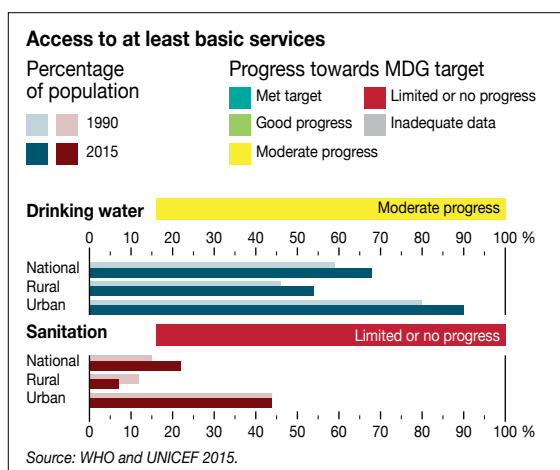 Access to at least basic services
Percentage
of population
1990
2015
Progress towards MDG target
Met target
Limited or no progress
Good progress
Inadequate data
Moderate progress
Drinking water
Moderate progress
0 10 20 30 40 50 60 70 80 90 100 %
National
Rural
Urban
Sanitation
Limited or no progress
National
Rural
Urban
0 10 20 30 40 50 60 70 80 90 100 %
Source: WHO and UNICEF 2015.